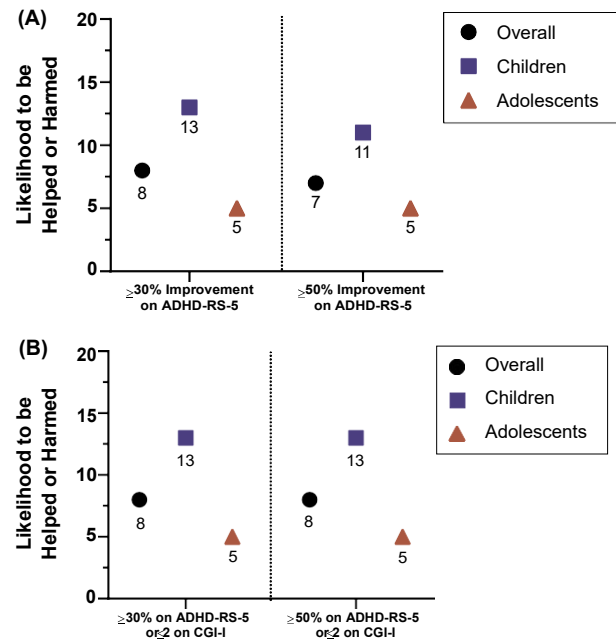 (A)
Likelihood to be
Helped or Harmed
20
15
10
5
0
8
13
5
7
11
5
≥30% Improvement
on ADHD-RS-5
≥50% Improvement
on ADHD-RS-5
Overall
Children
Adolescents
(B)
Likelihood to be
Helped or Harmed
20
15
10
5
0
8
13
5
8
13
5
≥30% on ADHD-RS-5
or≤2 on CGI-I
≥50% on ADHD-RS-5
or≤2 on CGI-I
Overall
Children
Adolescents